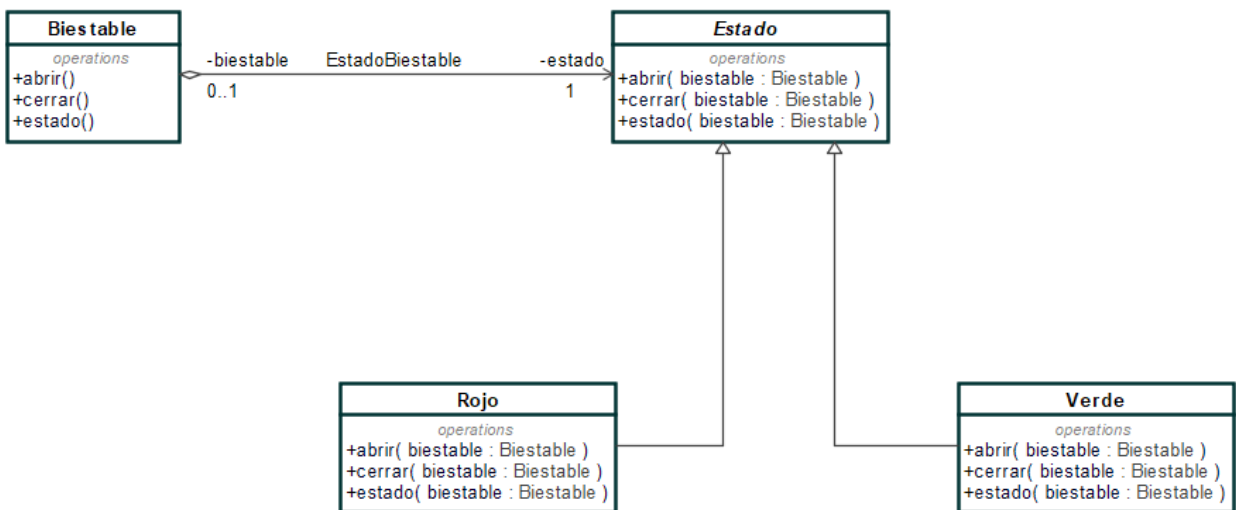 Biestable
operations
+abrir()
+cerrar()
+estado()
-biestable EstadoBiestable -estado
0..1 1
Estado
operations
+abrir( biestable : Biestable )
+cerrar( biestable : Biestable )
+estado( biestable : Biestable )
Rojo
operations
+abrir( biestable : Biestable )
+cerrar( biestable : Biestable )
+estado( biestable : Biestable )
Verde
operations
+abrir( biestable : Biestable )
+cerrar( biestable : Biestable )
+estado( biestable : Biestable )